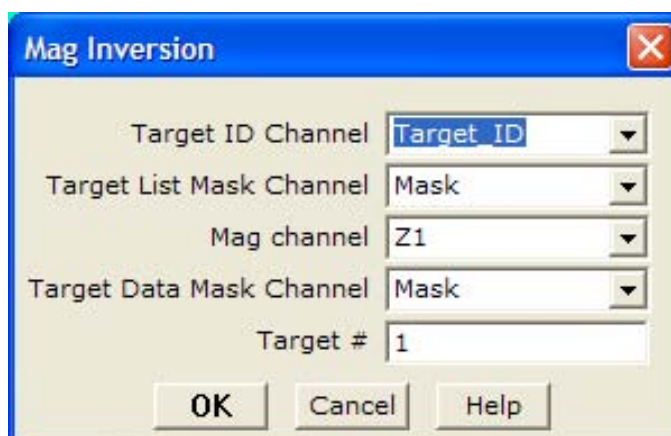 Mag Inversion
Target ID Channel Target_ID
Target List Mask Channel Mask
Mag channel Z1
Target Data Mask Channel Mask
Target # 1
OK Cancel Help